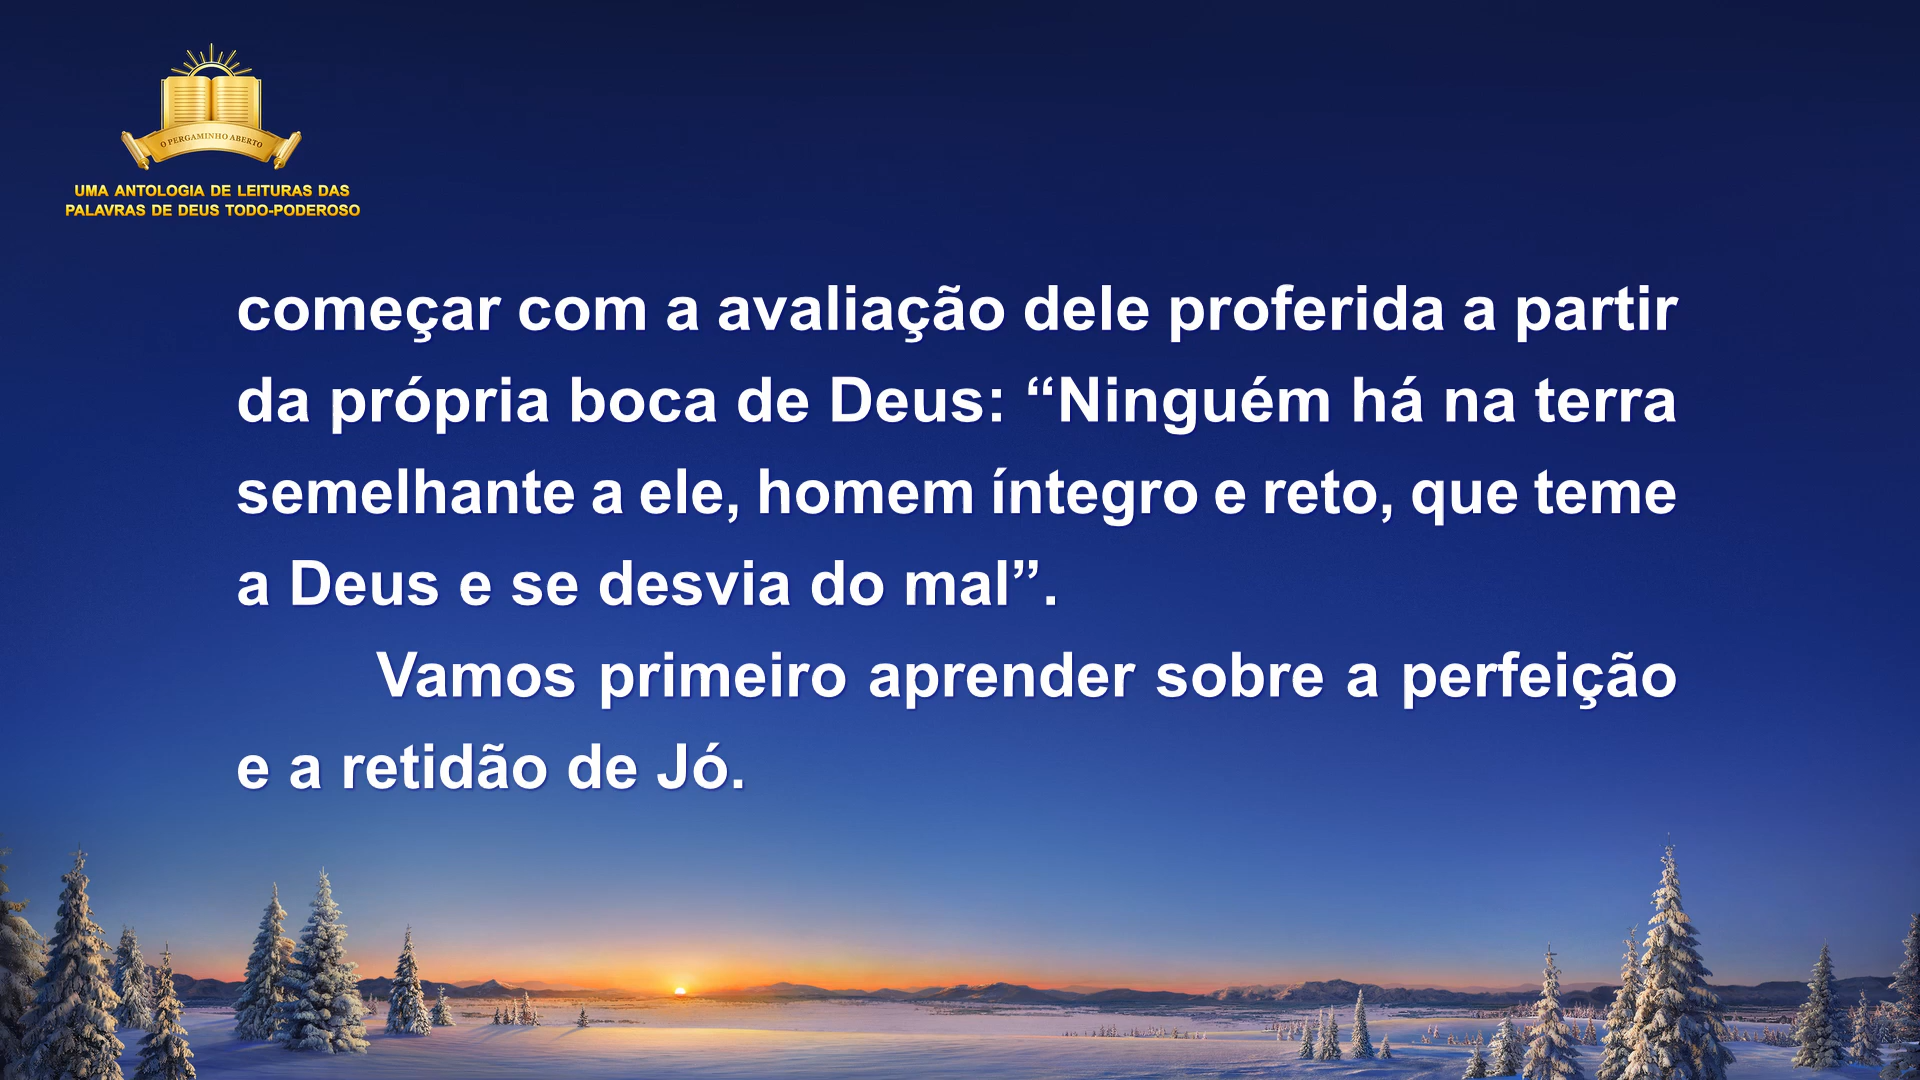 O PERGAMINHO ABERTO
UMA ANTOLOGIA DE LEITURAS DAS
PALAVRAS DE DEUS TODO-PODEROSO
começar com a avaliação dele proferida a partir
da própria boca de Deus: “Ninguém há na terra
semelhante a ele, homem íntegro e reto, que teme
a Deus e se desvia do mal”.
Vamos primeiro aprender sobre a perfeição
e a retidão de Jó.